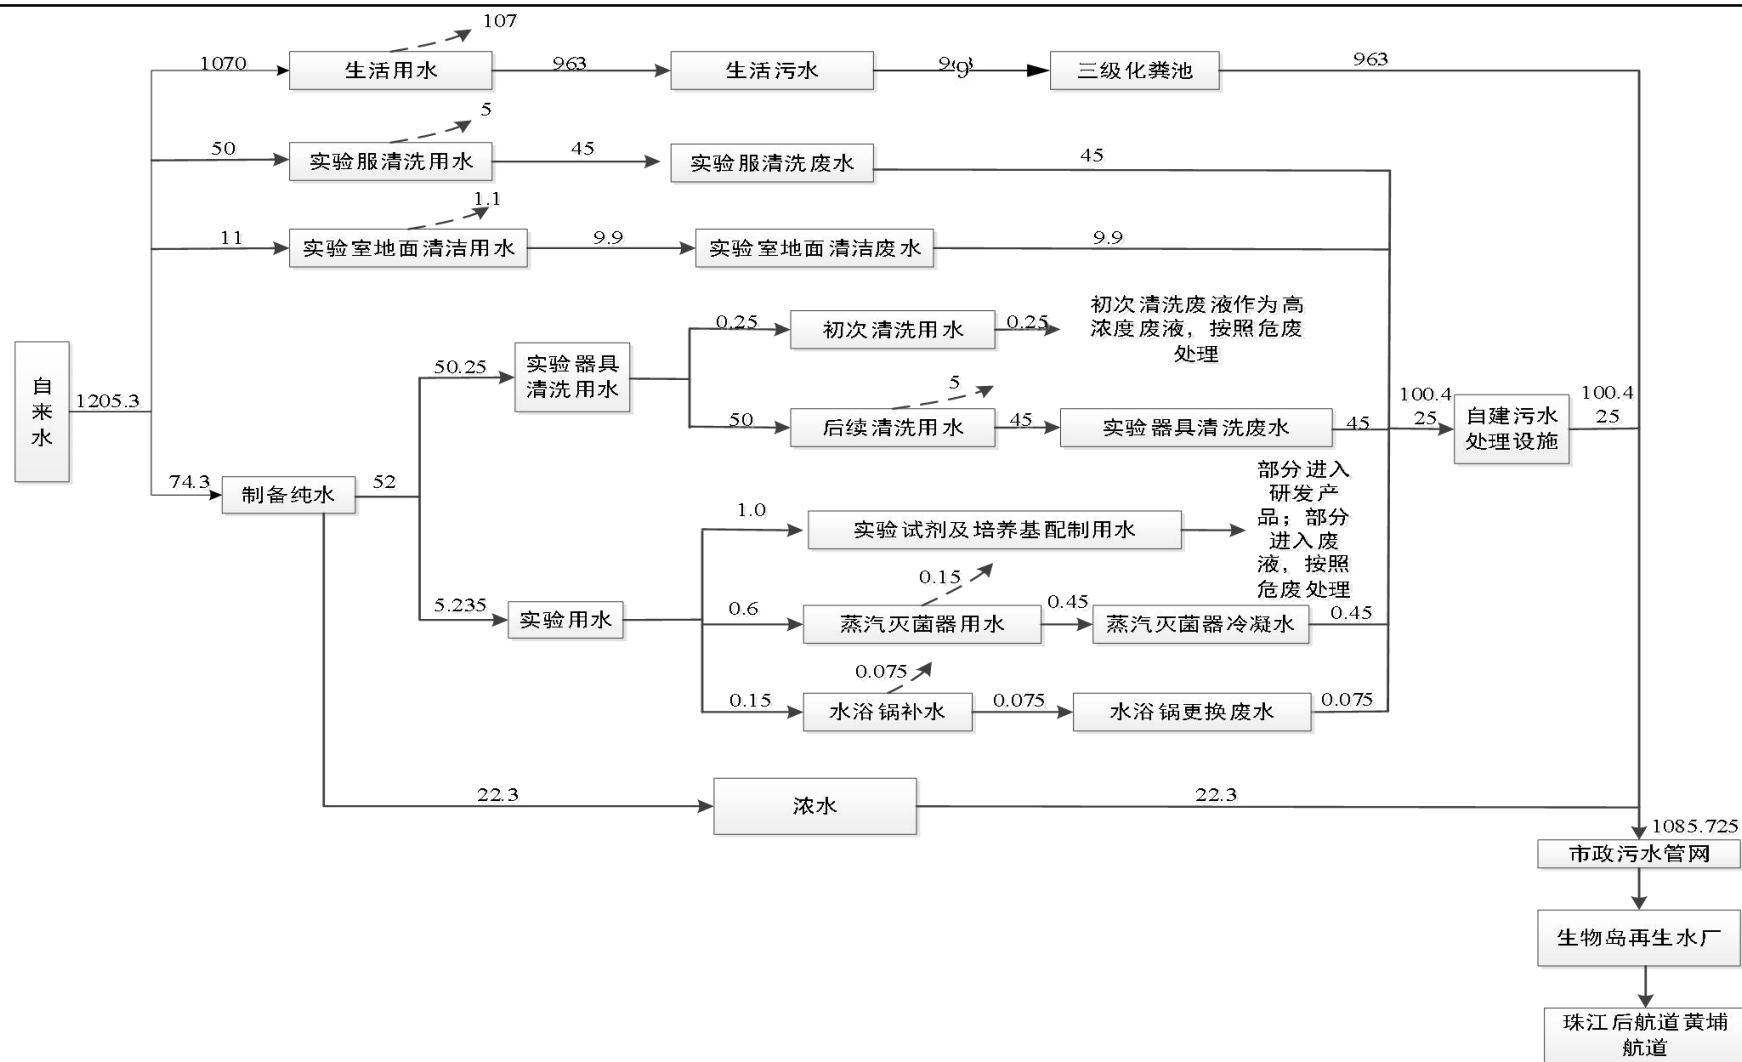 107
1070
生活用水
963
生活污水
三级化粪池
963
5
50
实验服清洗用水
45
实验服清洗废水
45
1.1
11
实验室地面清洁用水
9.9
实验室地面清洁废水
9.9
自来水
1205.3
74.3
制备纯水
52
50.25
实验器具
清洗用水
0.25
初次清洗用水
0.25
初次清洗废液作为高
浓度废液，按照危废
处理
50
后续清洗用水
5
45
实验器具清洗废水
45
100.4
25
自建污水
处理设施
100.4
25
5.235
实验用水
1.0
实验试剂及培养基配制用水
部分进入
研发产
品；部分
进入废
液，按照
危废处理
0.6
蒸汽灭菌器用水
0.15
0.45
蒸汽灭菌器冷凝水
0.45
0.15
水浴锅补水
0.075
0.075
水浴锅更换废水
0.075
22.3
浓水
22.3
1085.725
市政污水管网
生物岛再生水厂
珠江后航道黄埔
航道